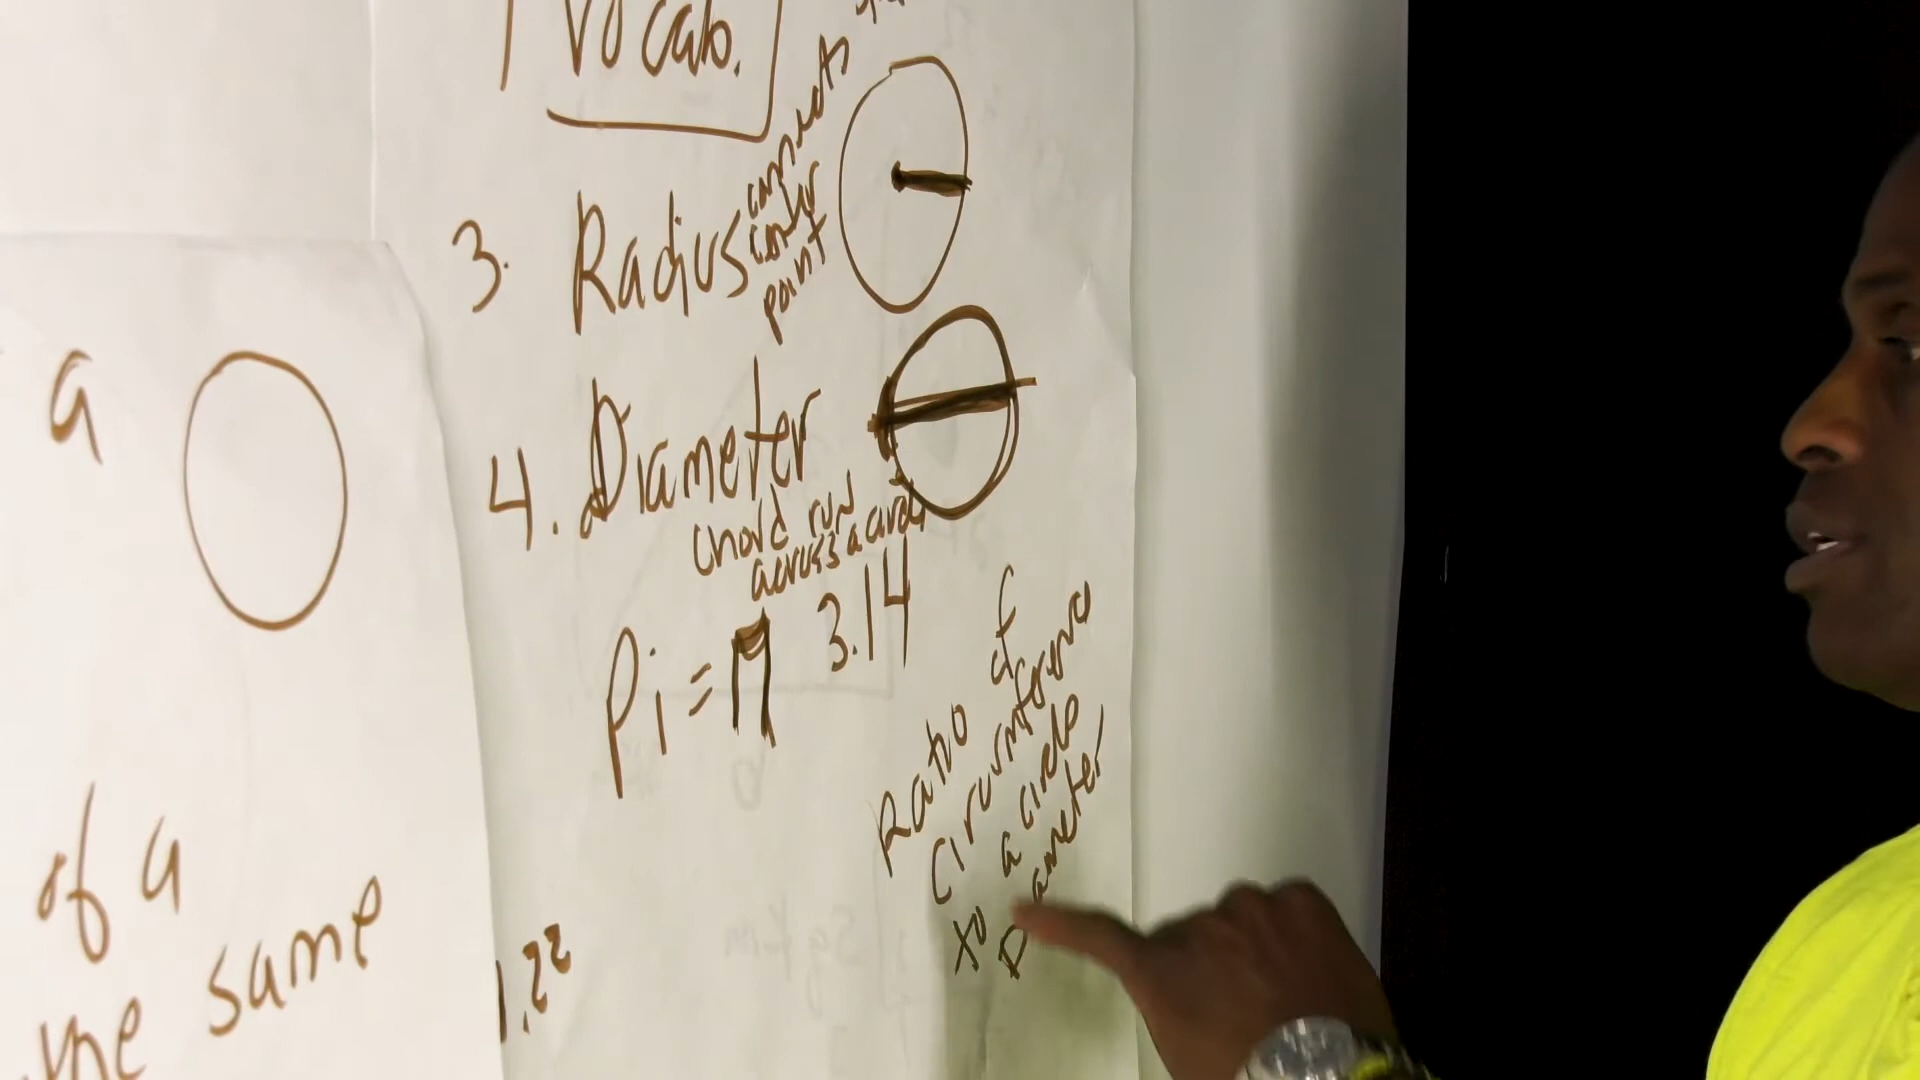 Vocab.
3. Radius
connects
center
point
4. Diameter
chord run
across a circle
Pi = π 3.14
Ratio of
Circumference
a circle
to Diameter
a
of a
the same
.22